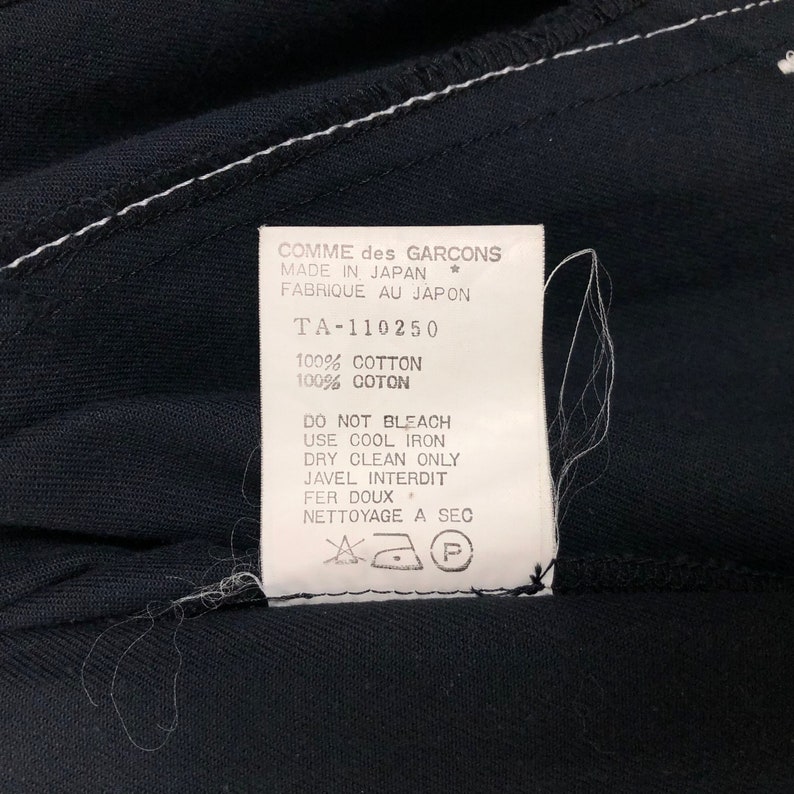 COMME des GARCONS
MADE IN JAPAN *
FABRIQUE AU JAPON
TA-110250
100% COTTON
100% COTON
DO NOT BLEACH
USE COOL IRON
DRY CLEAN ONLY
JAVEL INTERDIT
FER DOUX
NETTOYAGE A SEC
P